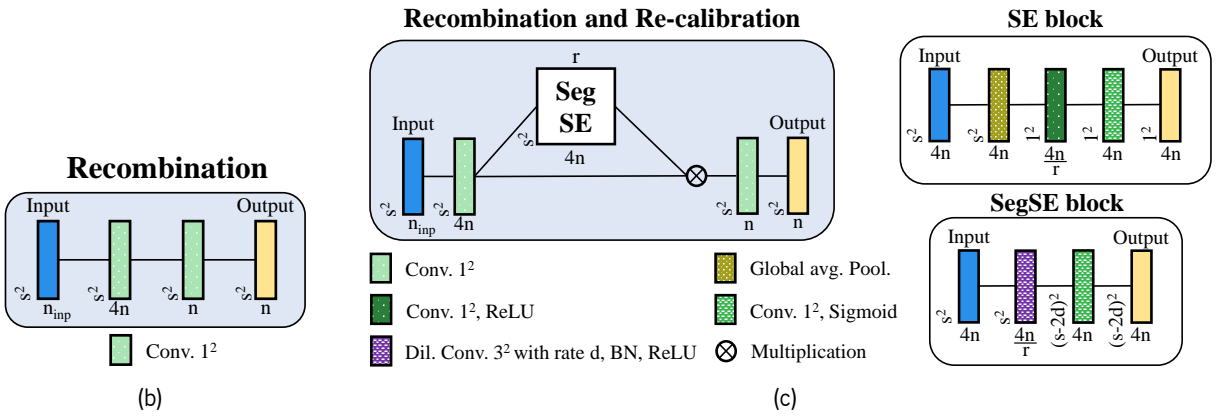 Recombination
Input
Output
s²
n_inp
s²
4n
s²
n
s²
n
Conv. 1²
(b)
Recombination and Re-calibration
r
Seg
SE
s²
4n
Input
Output
s²
n_inp
s²
4n
s²
n
s²
n
Conv. 1²
Conv. 1², ReLU
Dil. Conv. 3² with rate d, BN, ReLU
Global avg. Pool.
Conv. 1², Sigmoid
Multiplication
(c)
SE block
Input
Output
s²
4n
s²
4n
1²
4n
r
1²
4n
1²
4n
SegSE block
Input
Output
s²
4n
s²
4n
r
(s-2d)²
4n
(s-2d)²
4n